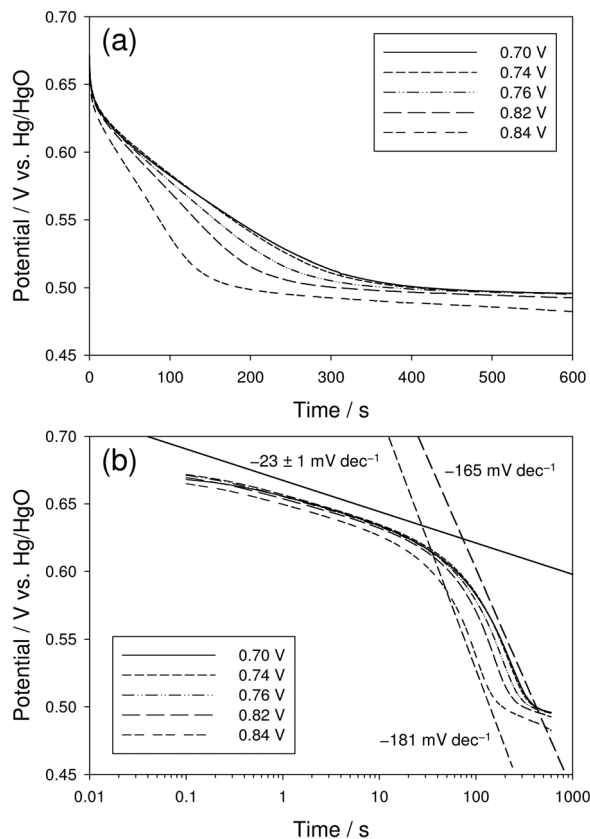 0.70
(a)
0.70 V
0.74 V
0.76 V
0.82 V
0.84 V
0.65
0.60
0.55
0.50
0.45
Potential / V vs. Hg/HgO
0 100 200 300 400 500 600
Time / s
0.70
(b)
−23 ± 1 mV dec⁻¹
−165 mV dec⁻¹
0.65
0.60
0.55
0.50
0.45
Potential / V vs. Hg/HgO
0.70 V
0.74 V
0.76 V
0.82 V
0.84 V
−181 mV dec⁻¹
0.01 0.1 1 10 100 1000
Time / s